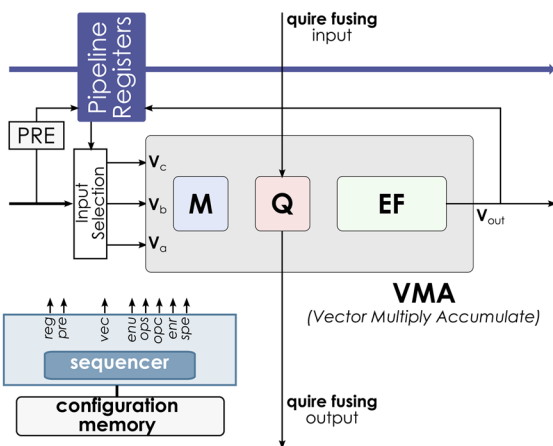 quire fusing
input
Pipeline
Registers
PRE
Input
Selection
Vc
Vb
Va
M
Q
EF
Vout
VMA
(Vector Multiply Accumulate)
reg
pre
vec
enu
ops
opc
enr
spe
sequencer
configuration
memory
quire fusing
output